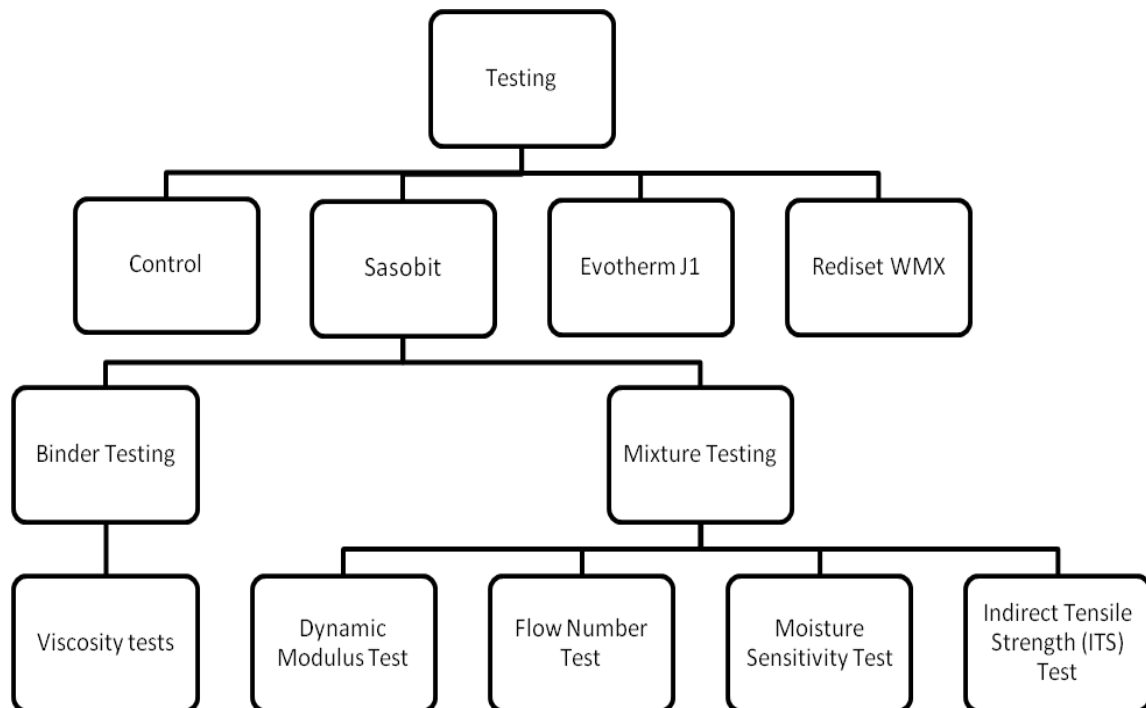 Testing
Control
Sasobit
Evotherm J1
Rediset WMX
Binder Testing
Mixture Testing
Viscosity tests
Dynamic
Modulus Test
Flow Number
Test
Moisture
Sensitivity Test
Indirect Tensile
Strength (ITS)
Test